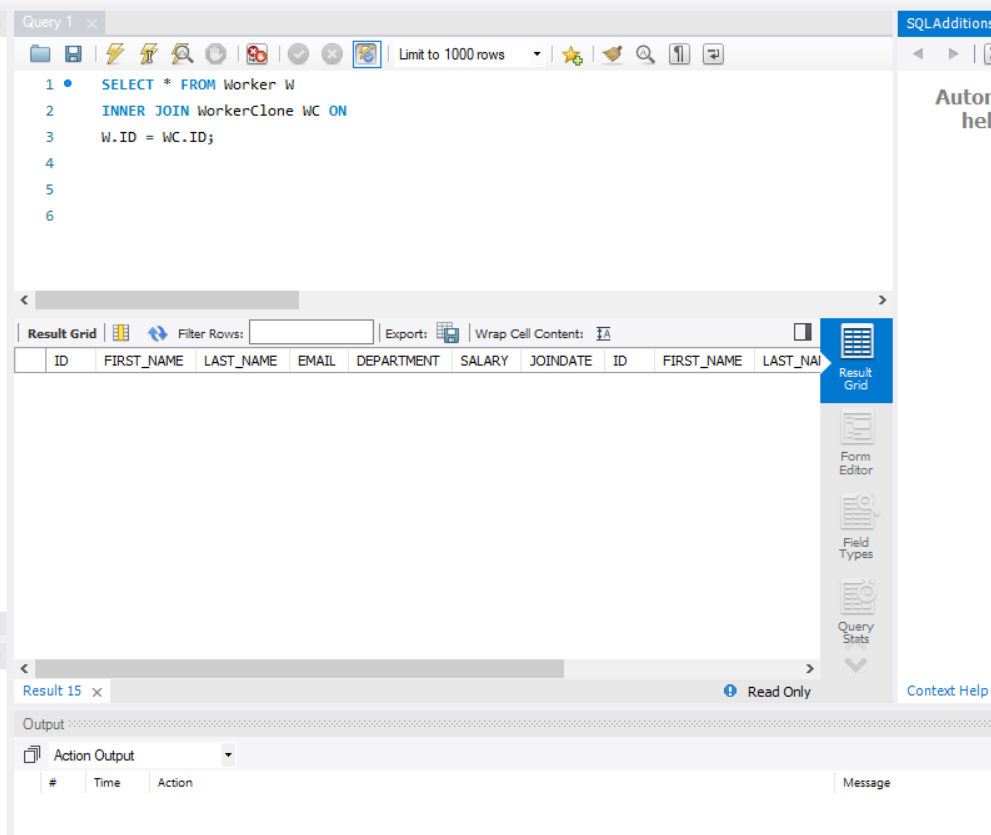 Query 1
SQLAdditions
Limit to 1000 rows
1 SELECT * FROM Worker W
2 INNER JOIN WorkerClone WC ON
3 W.ID = WC.ID;
4
5
6
Result Grid Filter Rows: Export: Wrap Cell Content: IA
ID FIRST_NAME LAST_NAME EMAIL DEPARTMENT SALARY JOINDATE ID FIRST_NAME LAST_NAI
Result
Grid
Form
Editor
Field
Types
Query
Stats
Result 15 Read Only
Context Help
Output
Action Output
# Time Action Message